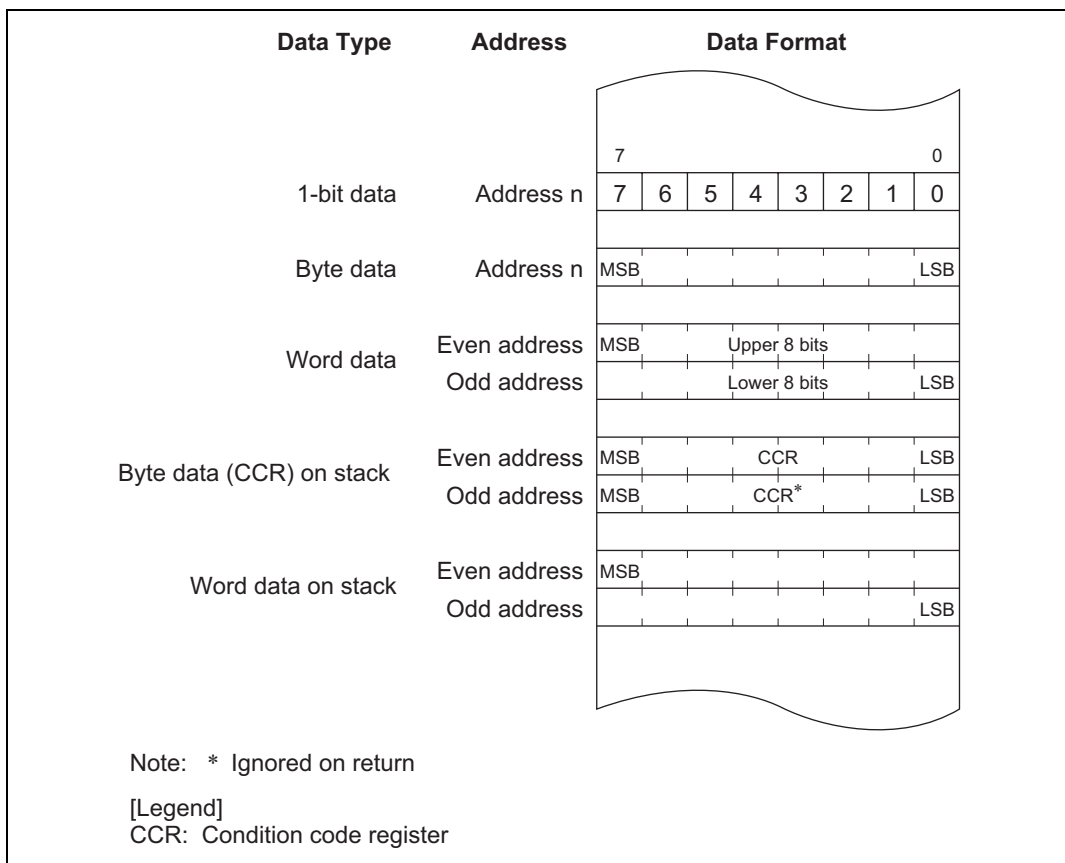 Data Type Address Data Format
7 0
1-bit data Address n 7 6 5 4 3 2 1 0
Byte data Address n MSB LSB
Word data
Even address MSB Upper 8 bits
Odd address Lower 8 bits LSB
Byte data (CCR) on stack
Even address MSB CCR LSB
Odd address MSB CCR* LSB
Word data on stack
Even address MSB
Odd address LSB
Note: * Ignored on return
[Legend]
CCR: Condition code register